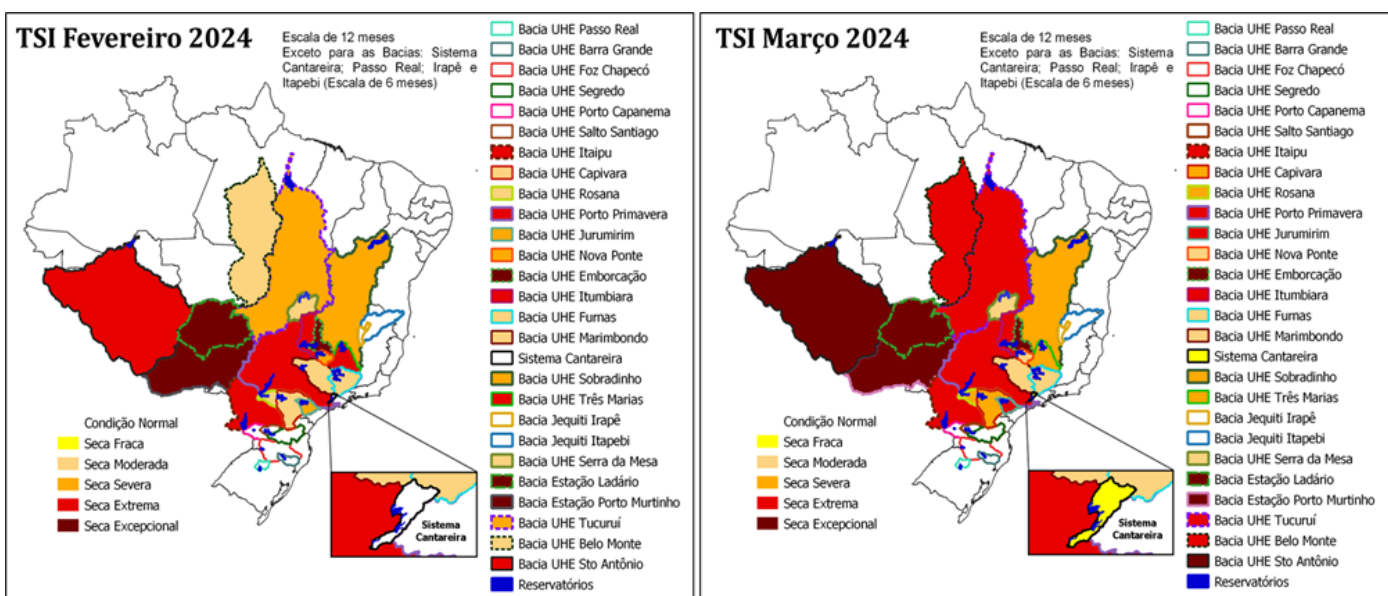 TSI Fevereiro 2024
Escala de 12 meses
Exceto para as Bacias: Sistema
Cantareira; Passo Real; Irapê e
Itapebi (Escala de 6 meses)
Bacia UHE Passo Real
Bacia UHE Barra Grande
Bacia UHE Foz Chapecó
Bacia UHE Segredo
Bacia UHE Porto Capanema
Bacia UHE Salto Santiago
Bacia UHE Itaipu
Bacia UHE Capivara
Bacia UHE Rosana
Bacia UHE Porto Primavera
Bacia UHE Jurumirim
Bacia UHE Nova Ponte
Bacia UHE Emborcação
Bacia UHE Itumbiara
Bacia UHE Furnas
Bacia UHE Marimbondo
Sistema Cantareira
Bacia UHE Sobradinho
Bacia UHE Três Marias
Bacia Jequiti Irapê
Bacia Jequiti Itapebi
Bacia UHE Serra da Mesa
Bacia Estação Ladário
Bacia Estação Porto Murtinho
Bacia UHE Tucuruí
Bacia UHE Belo Monte
Bacia UHE Sto Antônio
Reservatórios
Condição Normal
Seca Fraca
Seca Moderada
Seca Severa
Seca Extrema
Seca Excepcional
Sistema
Cantareira
TSI Março 2024
Escala de 12 meses
Exceto para as Bacias: Sistema
Cantareira; Passo Real; Irapê e
Itapebi (Escala de 6 meses)
Bacia UHE Passo Real
Bacia UHE Barra Grande
Bacia UHE Foz Chapecó
Bacia UHE Segredo
Bacia UHE Porto Capanema
Bacia UHE Salto Santiago
Bacia UHE Itaipu
Bacia UHE Capivara
Bacia UHE Rosana
Bacia UHE Porto Primavera
Bacia UHE Jurumirim
Bacia UHE Nova Ponte
Bacia UHE Emborcação
Bacia UHE Itumbiara
Bacia UHE Furnas
Bacia UHE Marimbondo
Sistema Cantareira
Bacia UHE Sobradinho
Bacia UHE Três Marias
Bacia Jequiti Irapê
Bacia Jequiti Itapebi
Bacia UHE Serra da Mesa
Bacia Estação Ladário
Bacia Estação Porto Murtinho
Bacia UHE Tucuruí
Bacia UHE Belo Monte
Bacia UHE Sto Antônio
Reservatórios
Condição Normal
Seca Fraca
Seca Moderada
Seca Severa
Seca Extrema
Seca Excepcional
Sistema
Cantareira